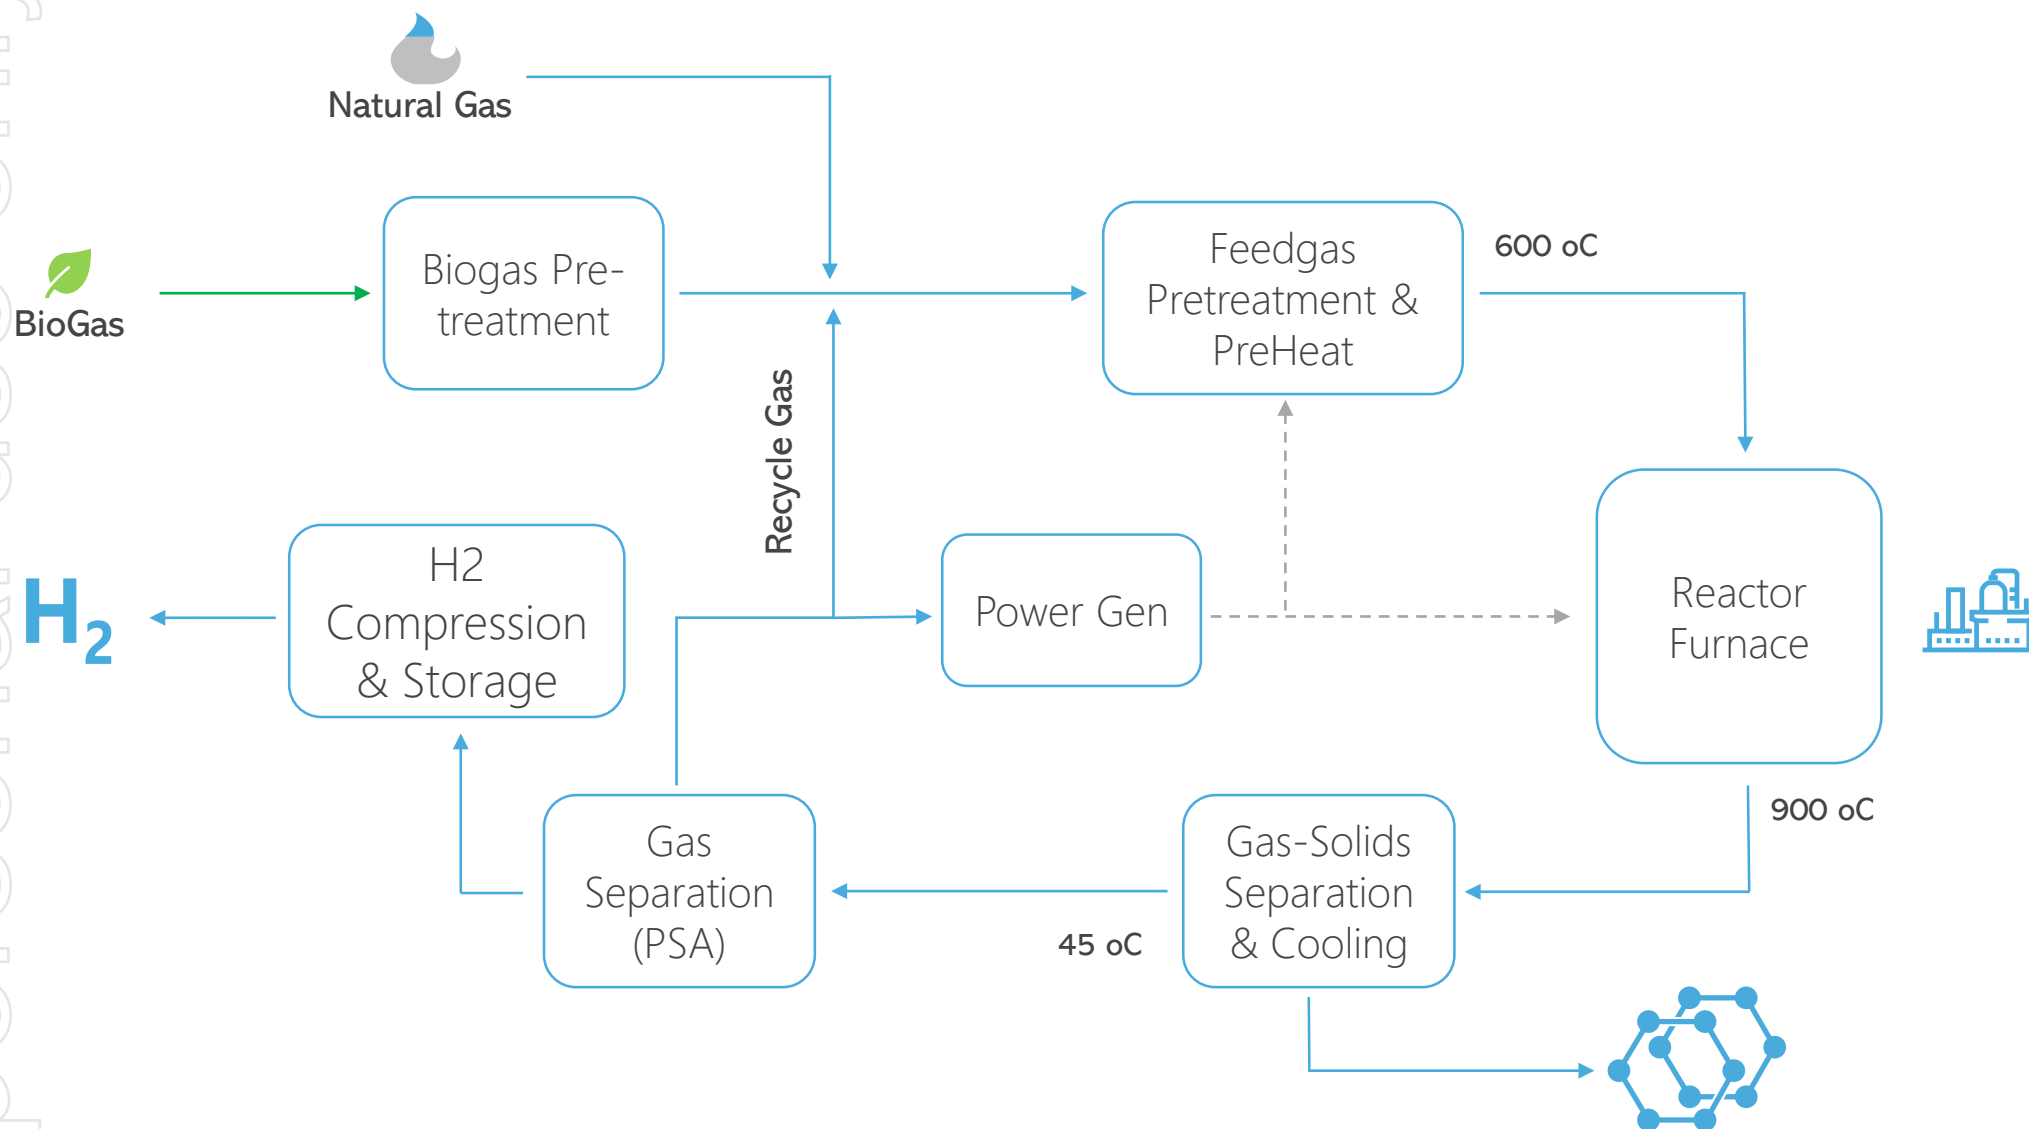 Natural Gas
BioGas
Biogas Pre-
treatment
Feedgas
Pretreatment &
PreHeat
600 oC
Recycle Gas
H2
H2
Compression
& Storage
Power Gen
Reactor
Furnace
900 oC
Gas
Separation
(PSA)
45 oC
Gas-Solids
Separation
& Cooling